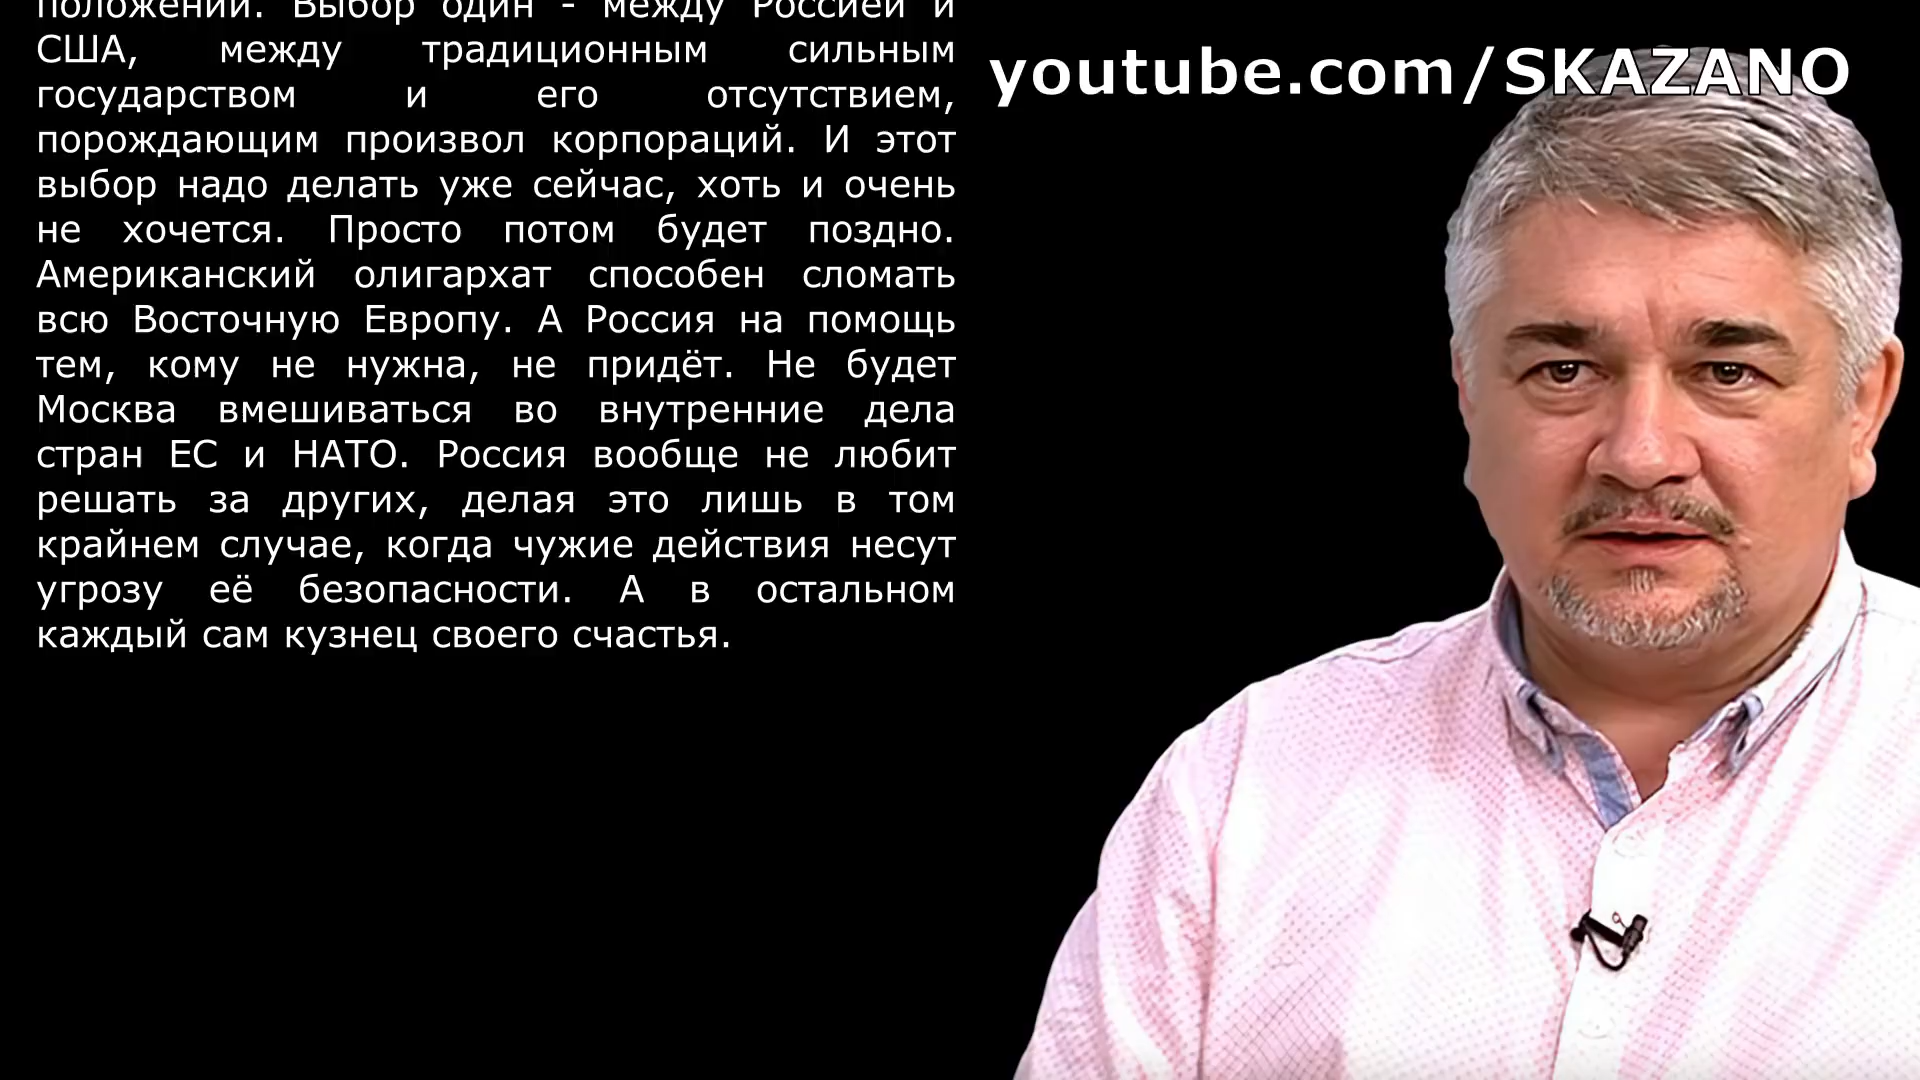 положении. Выбор один - между Россией и
США, между традиционным сильным
государством и его отсутствием,
порождающим произвол корпораций. И этот
выбор надо делать уже сейчас, хоть и очень
не хочется. Просто потом будет поздно.
Американский олигархат способен сломать
всю Восточную Европу. А Россия на помощь
тем, кому не нужна, не придёт. Не будет
Москва вмешиваться во внутренние дела
стран ЕС и НАТО. Россия вообще не любит
решать за других, делая это лишь в том
крайнем случае, когда чужие действия несут
угрозу её безопасности. А в остальном
каждый сам кузнец своего счастья.
youtube.com/SKAZANO